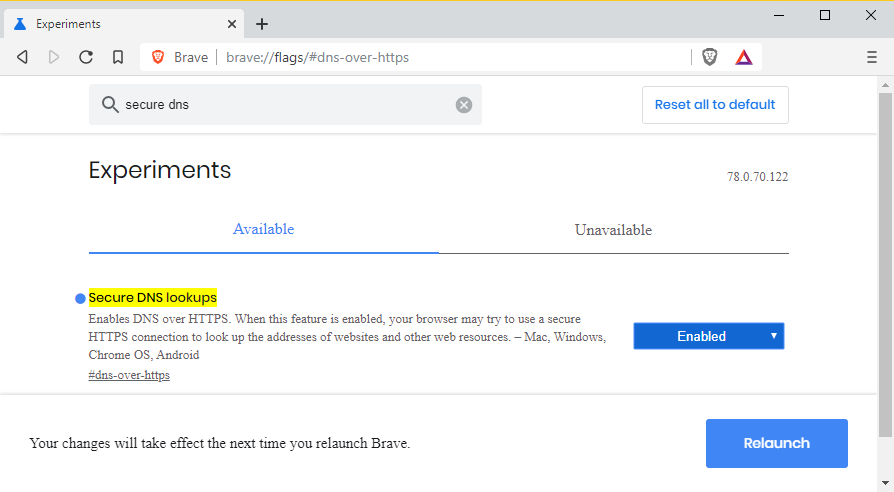 Experiments
Brave brave://flags/#dns-over-https
secure dns
Reset all to default
Experiments
78.0.70.122
Available
Unavailable
Secure DNS lookups
Enables DNS over HTTPS. When this feature is enabled, your browser may try to use a secure
HTTPS connection to look up the addresses of websites and other web resources. – Mac, Windows,
Chrome OS, Android
#dns-over-https
Enabled
Your changes will take effect the next time you relaunch Brave.
Relaunch